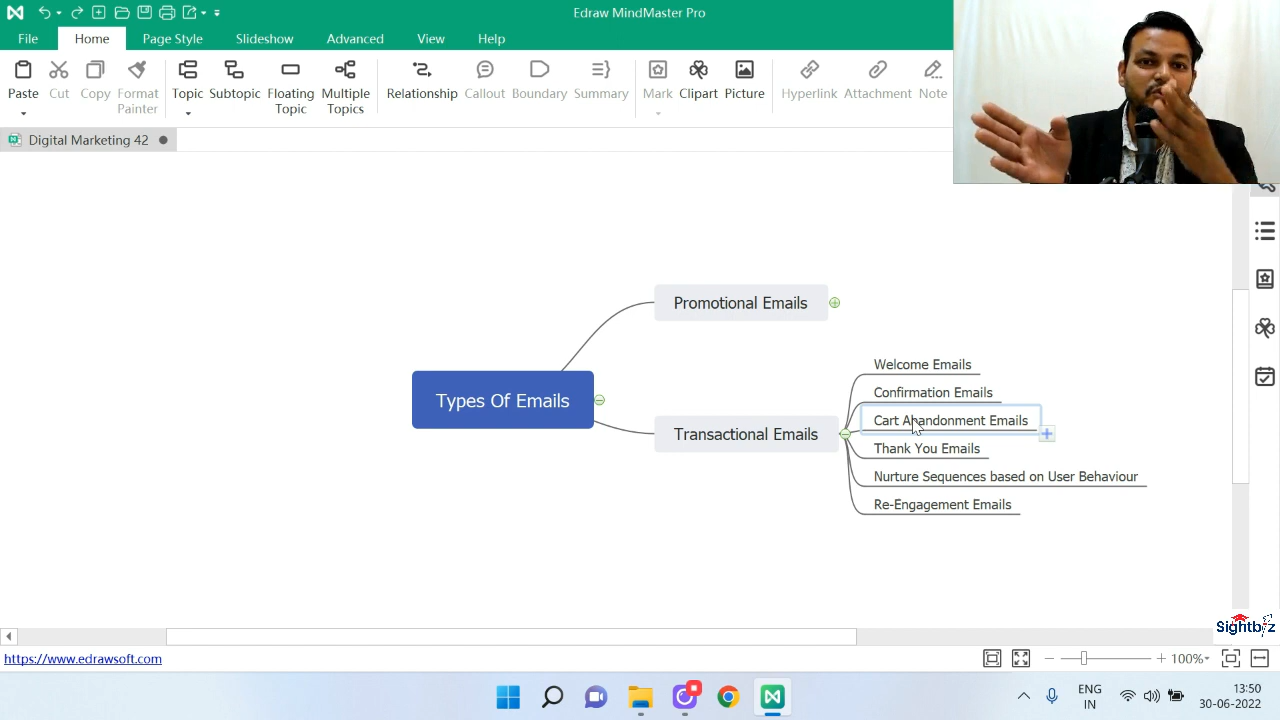 Edraw MindMaster Pro
File Home Page Style Slideshow Advanced View Help
Paste Cut Copy Format Painter Topic Subtopic Floating Topic Multiple Topics Relationship Callout Boundary Summary Mark Clipart Picture Hyperlink Attachment Note
Digital Marketing 42
Promotional Emails
Types Of Emails
Transactional Emails
Welcome Emails
Confirmation Emails
Cart Abandonment Emails
Thank You Emails
Nurture Sequences based on User Behaviour
Re-Engagement Emails
Sightbiz
https://www.edrawsoft.com
100%
ENG
IN
13:50
30-06-2022